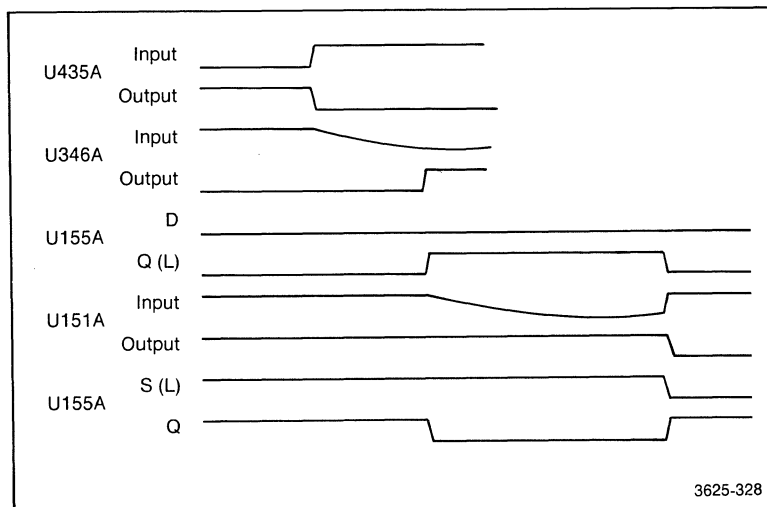 U435A
Input
Output
U346A
Input
Output
U155A
D
Q (L)
U151A
Input
Output
U155A
S (L)
Q
3625-328